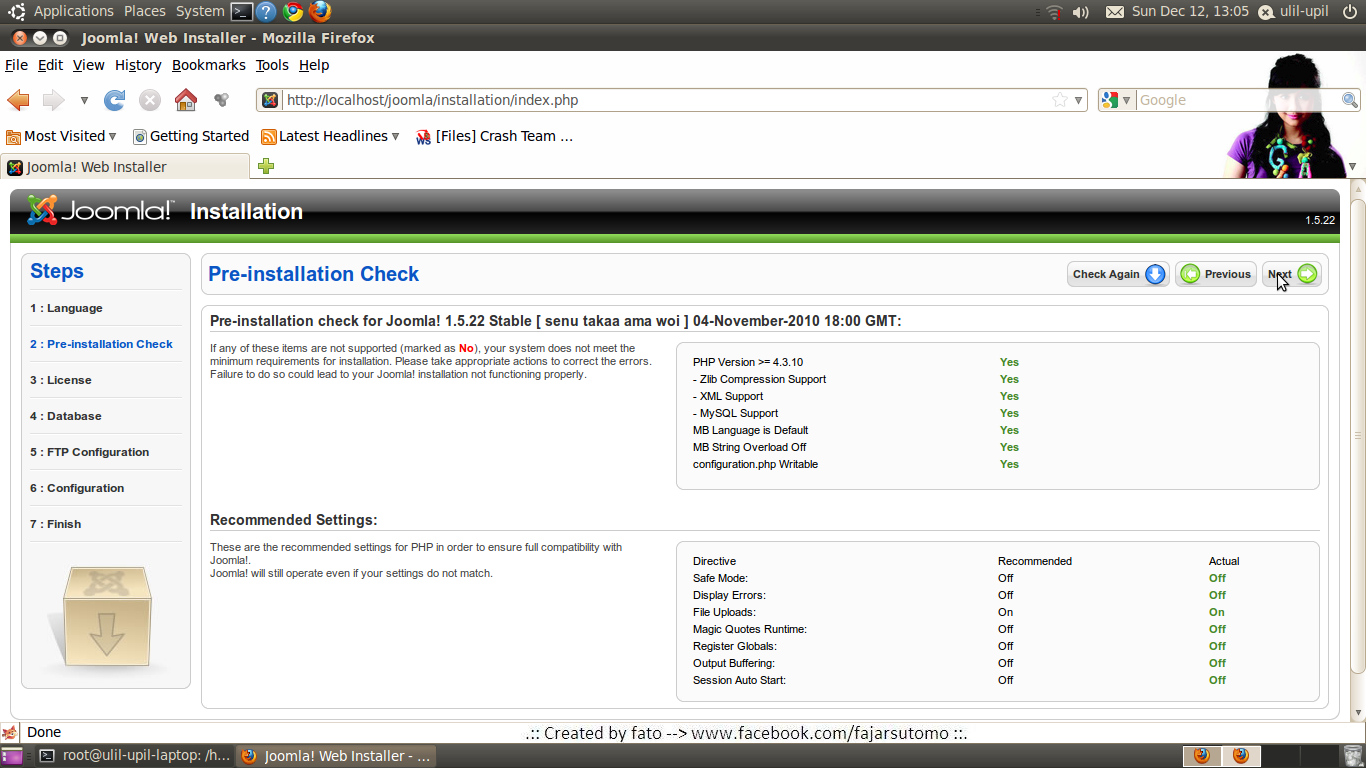 Applications Places System Sun Dec 12, 13:05 ulil-upil
Joomla! Web Installer - Mozilla Firefox
File Edit View History Bookmarks Tools Help
http://localhost/joomla/installation/index.php Google
Most Visited Getting Started Latest Headlines [Files] Crash Team ...
Joomla! Web Installer
Joomla!™ Installation
1.5.22
Steps
1 : Language
2 : Pre-installation Check
3 : License
4 : Database
5 : FTP Configuration
6 : Configuration
7 : Finish
Pre-installation Check Check Again Previous Next
Pre-installation check for Joomla! 1.5.22 Stable [ senu takaa ama woi ] 04-November-2010 18:00 GMT:
If any of these items are not supported (marked as No), your system does not meet the
minimum requirements for installation. Please take appropriate actions to correct the errors.
Failure to do so could lead to your Joomla! installation not functioning properly.
PHP Version >= 4.3.10 Yes
- Zlib Compression Support Yes
- XML Support Yes
- MySQL Support Yes
MB Language is Default Yes
MB String Overload Off Yes
configuration.php Writable Yes
Recommended Settings:
These are the recommended settings for PHP in order to ensure full compatibility with
Joomla!.
Joomla! will still operate even if your settings do not match.
Directive Recommended Actual
Safe Mode: Off Off
Display Errors: Off Off
File Uploads: On On
Magic Quotes Runtime: Off Off
Register Globals: Off Off
Output Buffering: Off Off
Session Auto Start: Off Off
Done .:: Created by fato --> www.facebook.com/fajarsutomo ::.
root@ulil-upil-laptop: /h... Joomla! Web Installer - ...